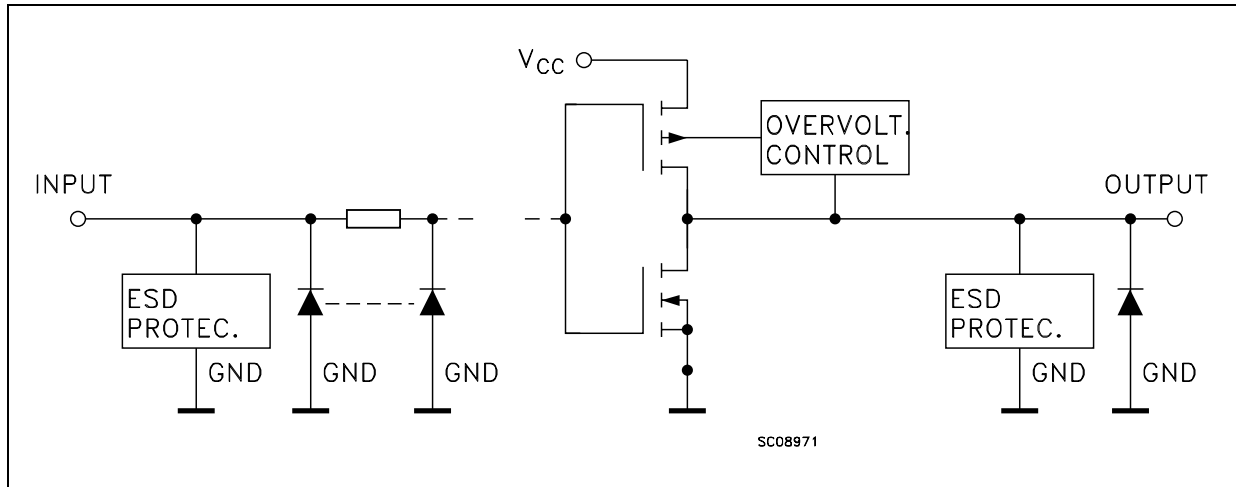 VCC
OVERVOLT.
CONTROL
INPUT
OUTPUT
ESD
PROTEC.
ESD
PROTEC.
GND
GND
GND
GND
GND
SC08971